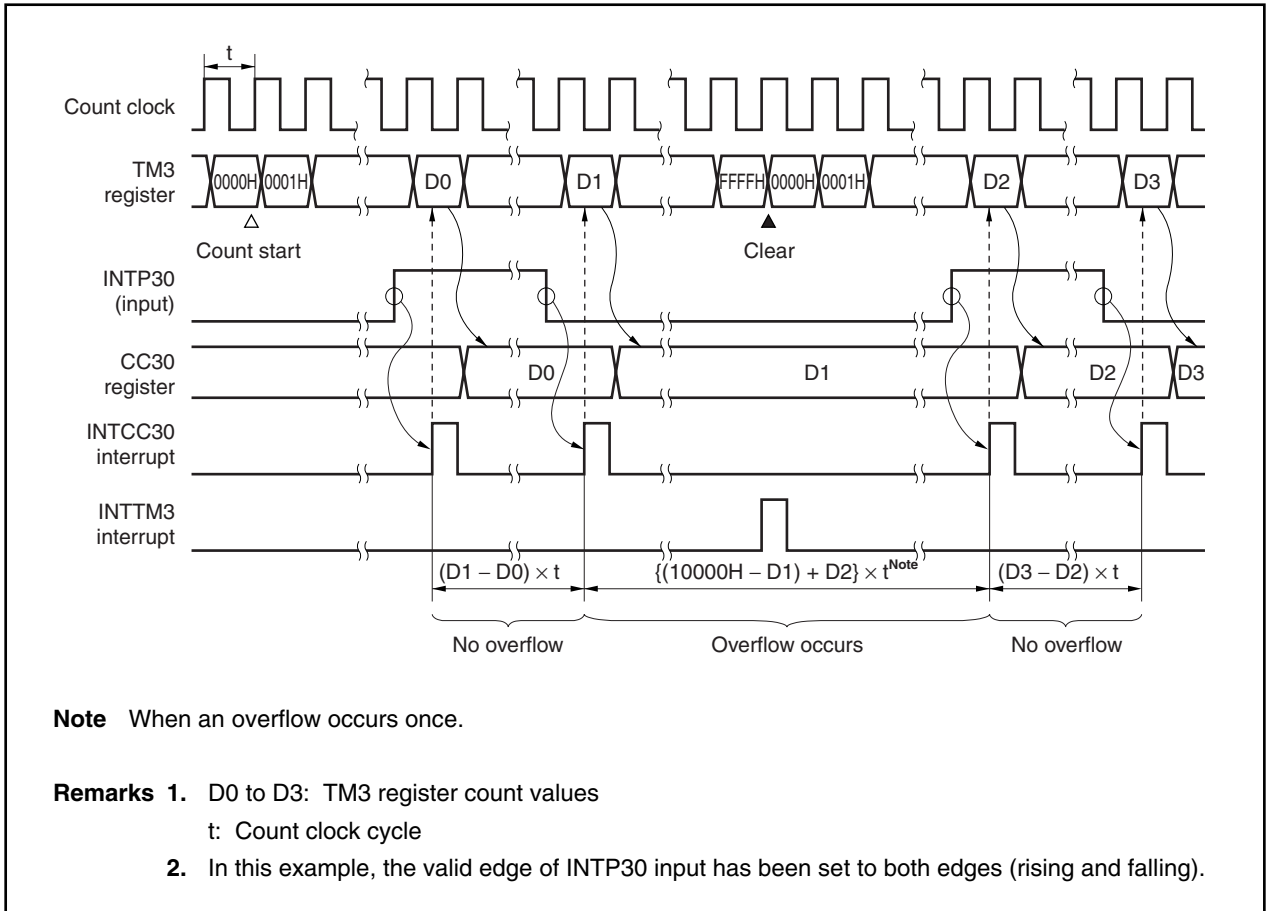 t
Count clock
TM3
register
0000H 0001H D0 D1 FFFFH 0000H 0001H D2 D3
Count start
Clear
INTP30
(input)
CC30
register
D0 D1 D2 D3
INTCC30
interrupt
INTTM3
interrupt
(D1 − D0) × t
{(10000H − D1) + D2} × tNote
(D3 − D2) × t
No overflow
Overflow occurs
No overflow
Note When an overflow occurs once.
Remarks 1. D0 to D3: TM3 register count values
t: Count clock cycle
2. In this example, the valid edge of INTP30 input has been set to both edges (rising and falling).